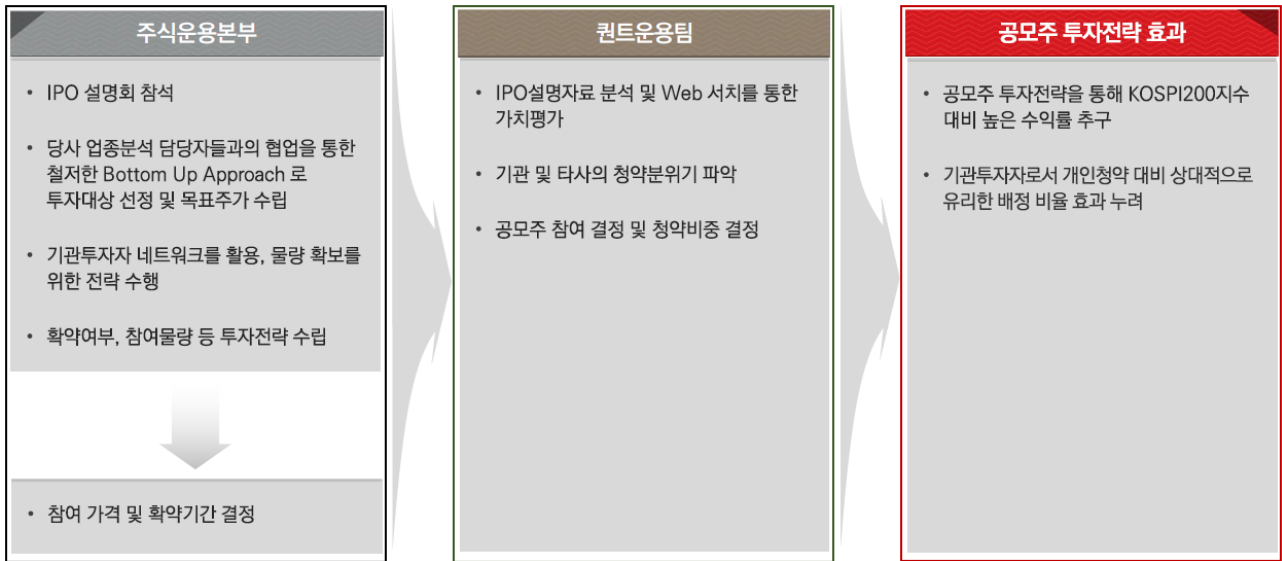 주식운용본부
• IPO 설명회 참석
• 당사 업종분석 담당자들과의 협업을 통한
철저한 Bottom Up Approach 로
투자대상 선정 및 목표주가 수립
• 기관투자자 네트워크를 활용, 물량 확보를
위한 전략 수행
• 확약여부, 참여물량 등 투자전략 수립
• 참여 가격 및 확약기간 결정
퀀트운용팀
• IPO설명자료 분석 및 Web 서치를 통한
가치평가
• 기관 및 타사의 청약분위기 파악
• 공모주 참여 결정 및 청약비중 결정
공모주 투자전략 효과
• 공모주 투자전략을 통해 KOSPI200지수
대비 높은 수익률 추구
• 기관투자자로서 개인청약 대비 상대적으로
유리한 배정 비율 효과 누려